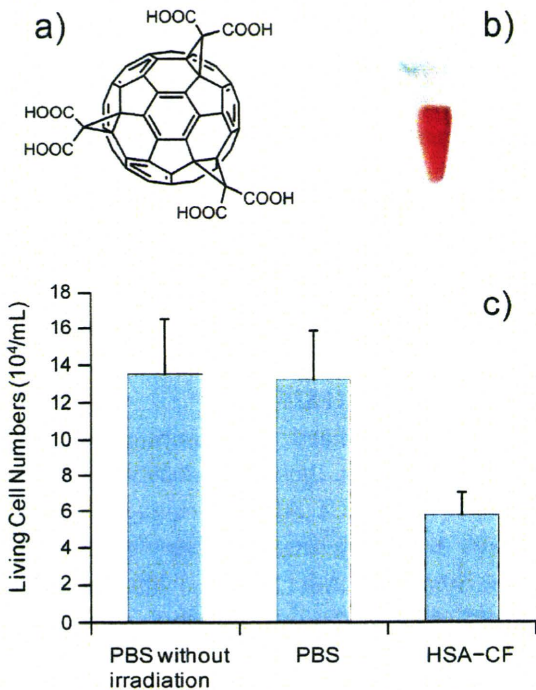 a)
HOOC
COOH
HOOC
HOOC
HOOC
COOH
b)
c)
Living Cell Numbers (10⁴/mL)
18
16
14
12
10
8
6
4
2
0
PBS without
irradiation
PBS
HSA–CF